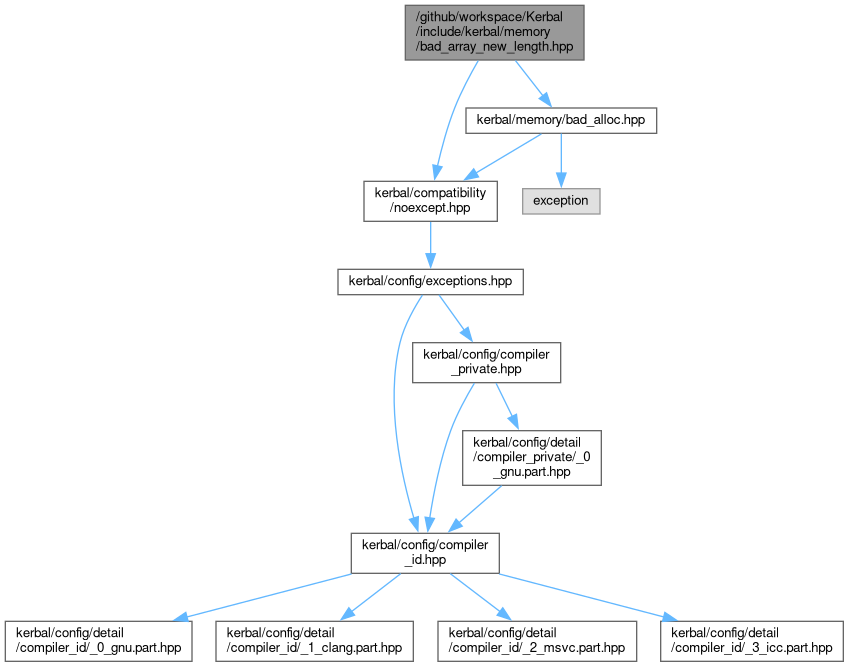 /github/workspace/Kerbal
/include/kerbal/memory
/bad_array_new_length.hpp
kerbal/memory/bad_alloc.hpp
kerbal/compatibility
/noexcept.hpp
exception
kerbal/config/exceptions.hpp
kerbal/config/compiler
_private.hpp
kerbal/config/detail
/compiler_private/_0
_gnu.part.hpp
kerbal/config/compiler
_id.hpp
kerbal/config/detail
/compiler_id/_0_gnu.part.hpp
kerbal/config/detail
/compiler_id/_1_clang.part.hpp
kerbal/config/detail
/compiler_id/_2_msvc.part.hpp
kerbal/config/detail
/compiler_id/_3_icc.part.hpp